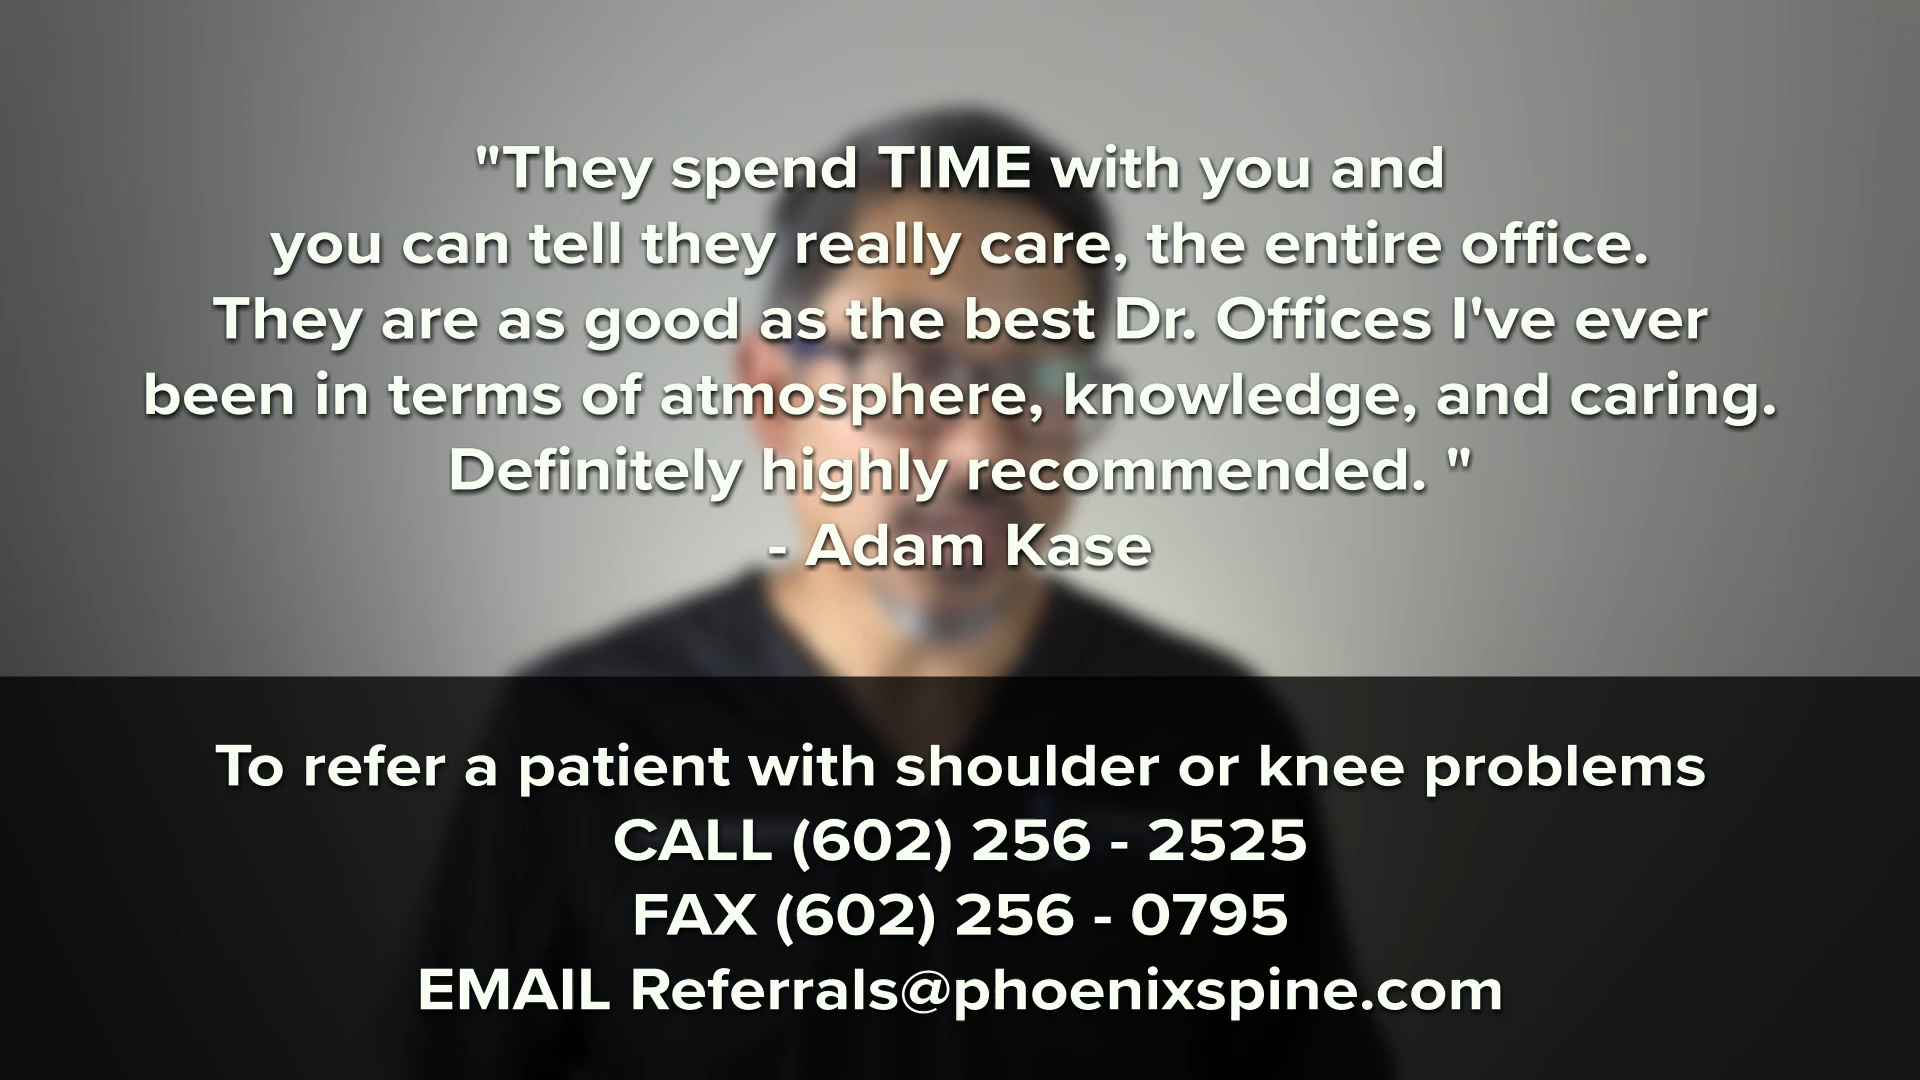 "They spend TIME with you and
you can tell they really care, the entire office.
They are as good as the best Dr. Offices I've ever
been in terms of atmosphere, knowledge, and caring.
Definitely highly recommended. "
- Adam Kase
To refer a patient with shoulder or knee problems
CALL (602) 256 - 2525
FAX (602) 256 - 0795
EMAIL Referrals@phoenixspine.com